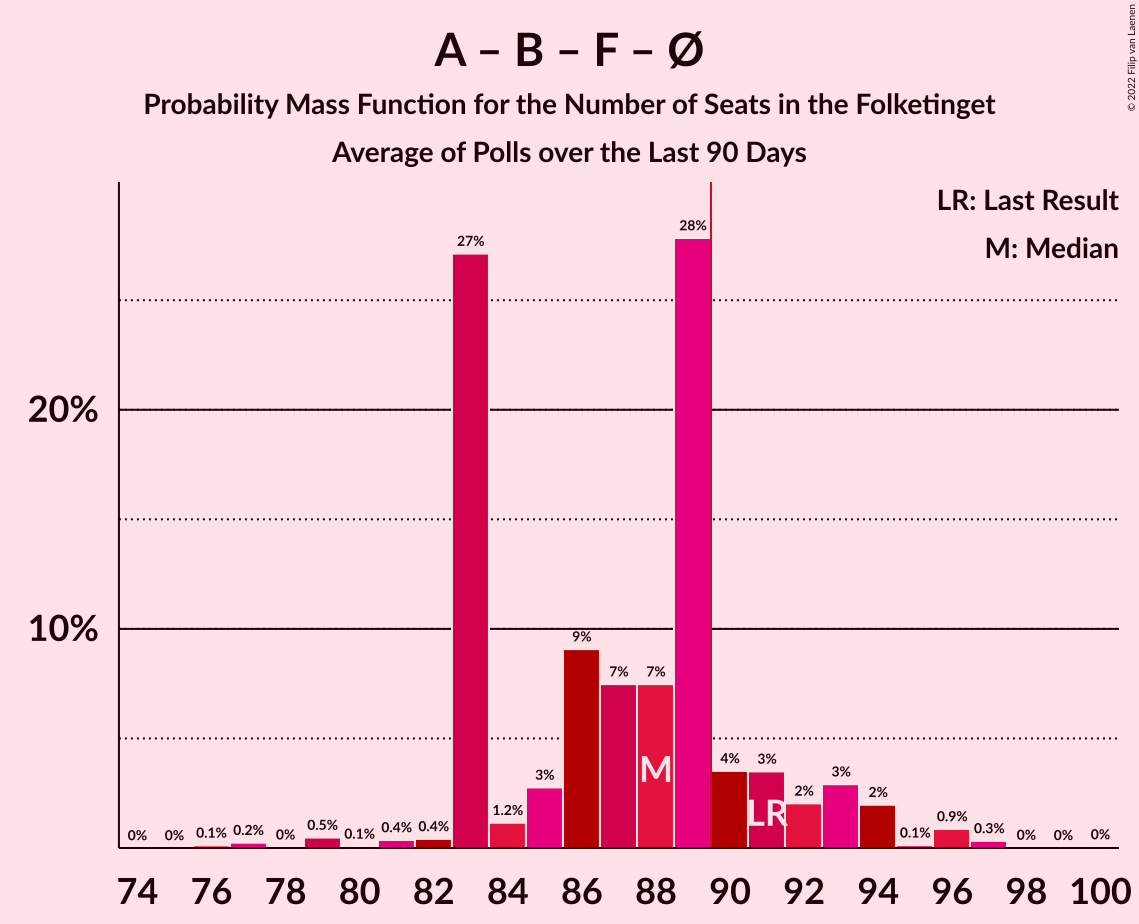 A – B – F – Ø
Probability Mass Function for the Number of Seats in the Folketinget
Average of Polls over the Last 90 Days
© 2022 Filip van Laenen
LR: Last Result
M: Median
20%
10%
0% 0% 0.1% 0.2% 0% 0.5% 0.1% 0.4% 0.4% 27% 1.2% 3% 9% 7% 7% 28% 4% 3% 2% 3% 2% 0.1% 0.9% 0.3% 0% 0% 0%
M
LR
74 76 78 80 82 84 86 88 90 92 94 96 98 100